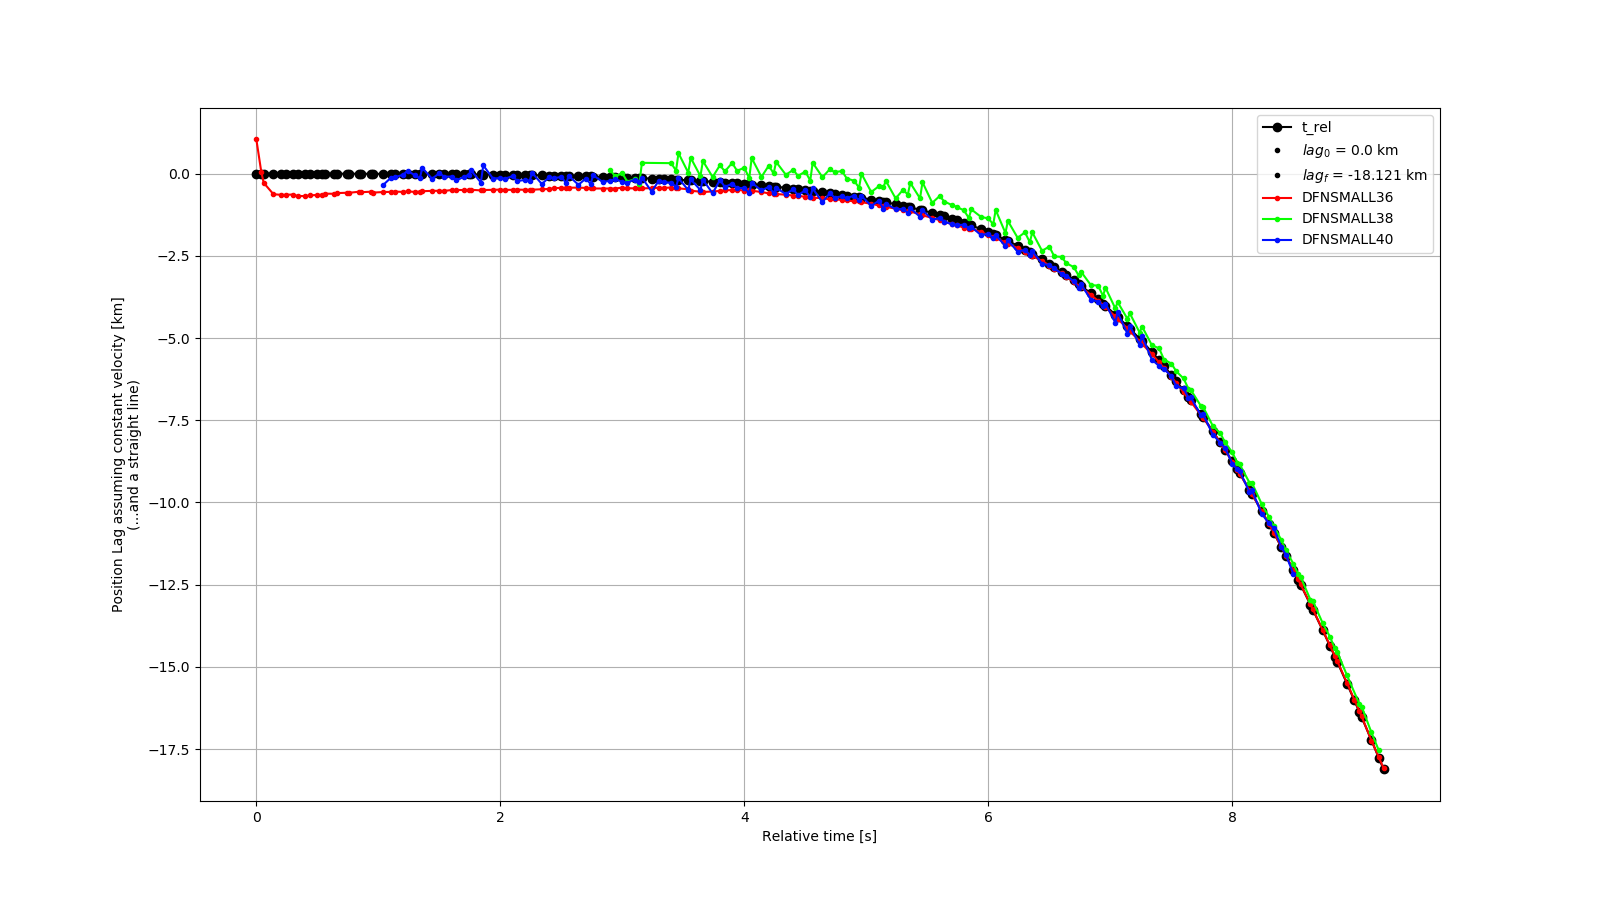 t_rel
lag0 = 0.0 km
lagf = -18.121 km
DFNSMALL36
DFNSMALL38
DFNSMALL40
0.0
−2.5
−5.0
−7.5
−10.0
−12.5
−15.0
−17.5
Position Lag assuming constant velocity [km]
(...and a straight line)
0 2 4 6 8
Relative time [s]